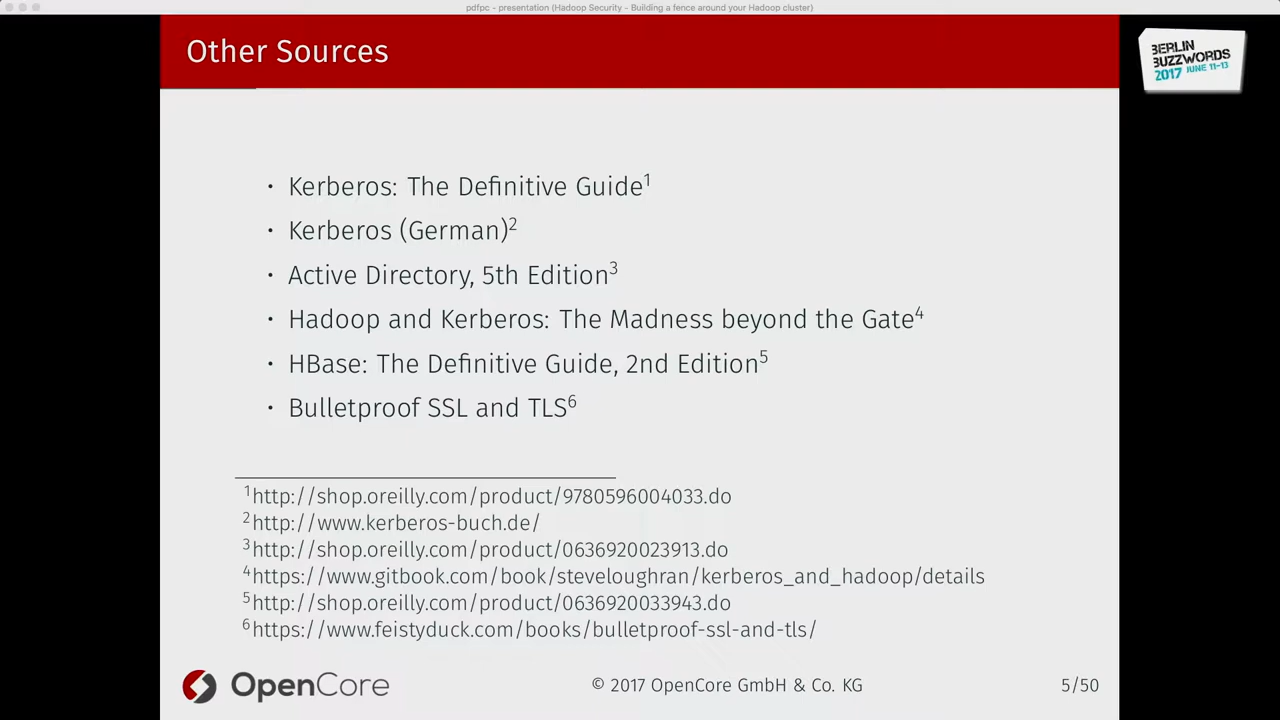 pdfpc - presentation (Hadoop Security - Building a fence around your Hadoop cluster)
Other Sources
BERLIN
BUZZWORDS
2017 JUNE 11-13
• Kerberos: The Definitive Guide¹
• Kerberos (German)²
• Active Directory, 5th Edition³
• Hadoop and Kerberos: The Madness beyond the Gate⁴
• HBase: The Definitive Guide, 2nd Edition⁵
• Bulletproof SSL and TLS⁶
¹http://shop.oreilly.com/product/9780596004033.do
²http://www.kerberos-buch.de/
³http://shop.oreilly.com/product/0636920023913.do
⁴https://www.gitbook.com/book/steveloughran/kerberos_and_hadoop/details
⁵http://shop.oreilly.com/product/0636920033943.do
⁶https://www.feistyduck.com/books/bulletproof-ssl-and-tls/
OpenCore
© 2017 OpenCore GmbH & Co. KG
5/50